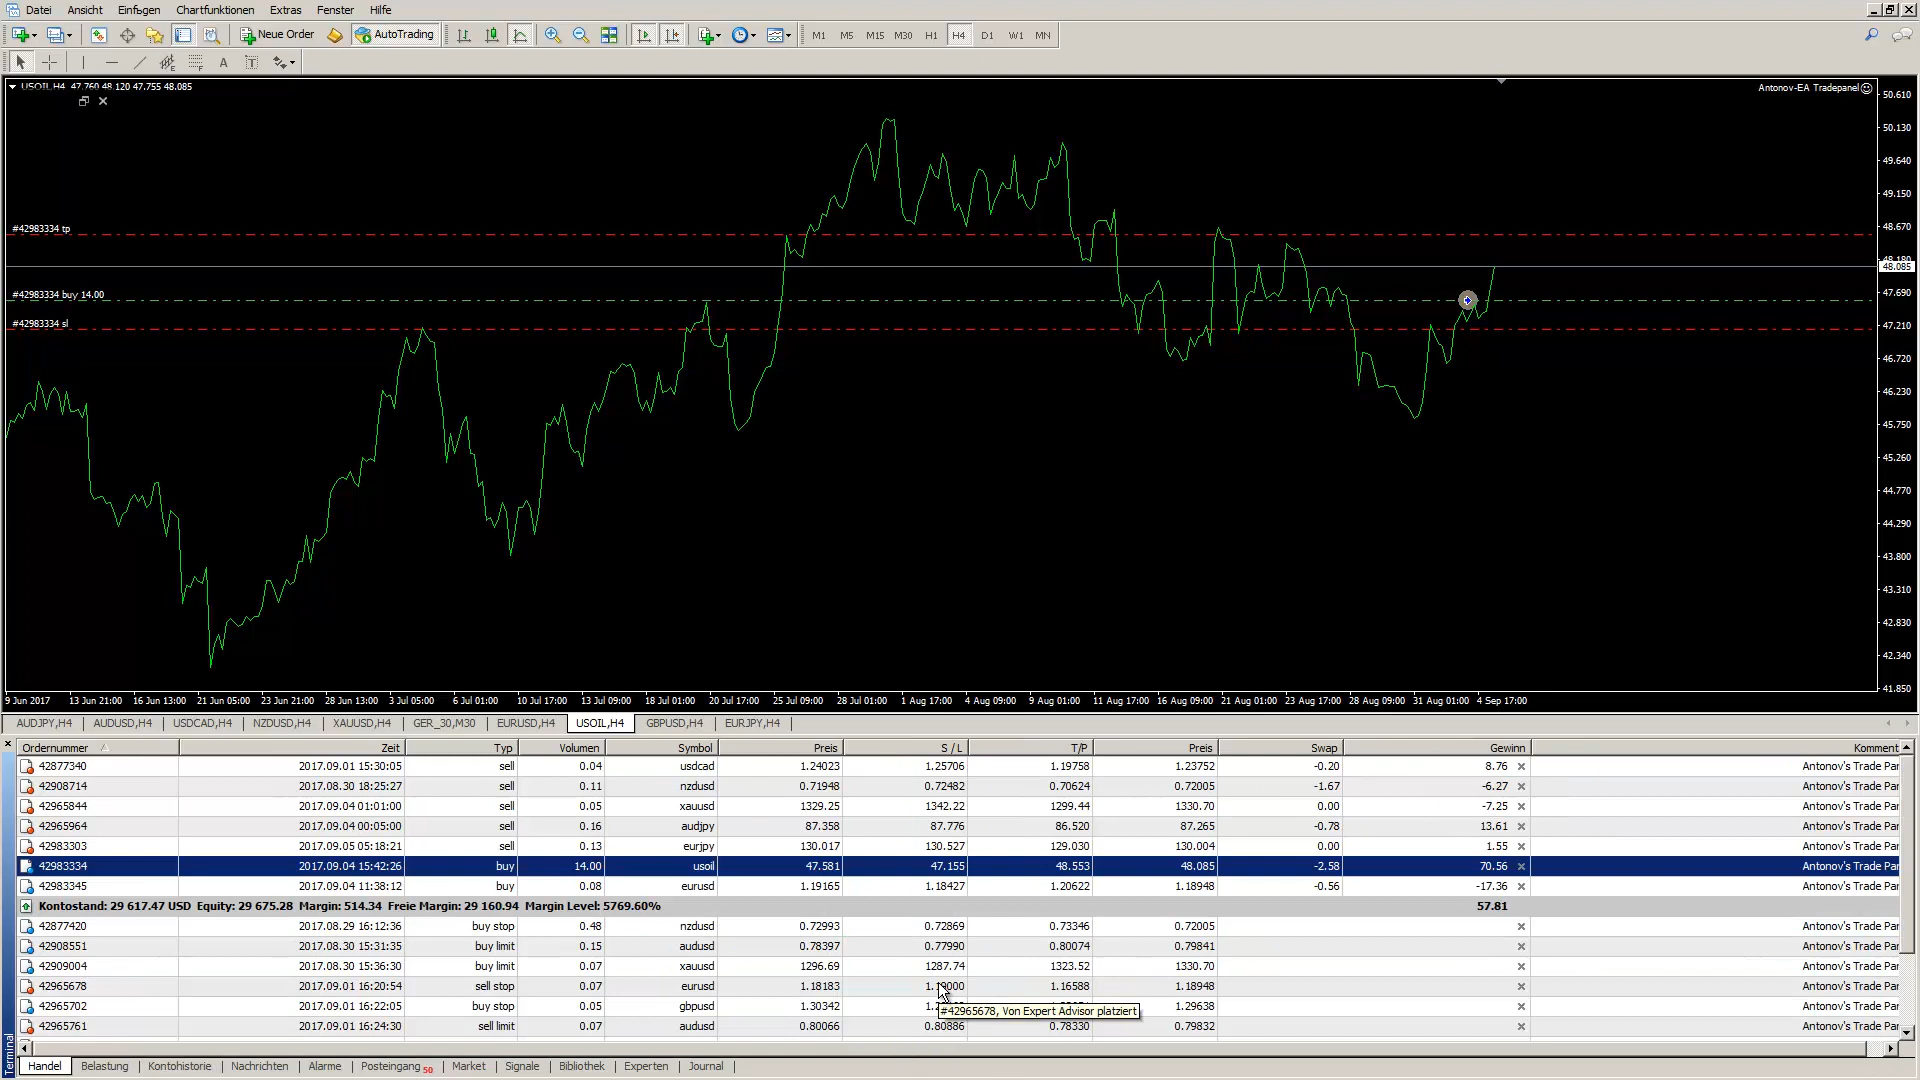 Datei Ansicht Einfügen Chartfunktionen Extras Fenster Hilfe
Neue Order AutoTrading M1 M5 M15 M30 H1 H4 D1 W1 MN
A T
USOIL,H4 47.760 48.120 47.755 48.085
Antonov-EA Tradepanel
50.610
50.130
49.640
49.150
#42983334 tp
48.670
48.180
48.085
#42983334 buy 14.00
47.690
#42983334 sl
47.210
46.720
46.230
45.750
45.260
44.770
44.290
43.800
43.310
42.830
42.340
41.850
9 Jun 2017 13 Jun 21:00 16 Jun 13:00 21 Jun 05:00 23 Jun 21:00 28 Jun 13:00 3 Jul 05:00 6 Jul 01:00 10 Jul 17:00 13 Jul 09:00 18 Jul 01:00 20 Jul 17:00 25 Jul 09:00 28 Jul 01:00 1 Aug 17:00 4 Aug 09:00 9 Aug 01:00 11 Aug 17:00 16 Aug 09:00 21 Aug 01:00 23 Aug 17:00 28 Aug 09:00 31 Aug 01:00 4 Sep 17:00
AUDJPY,H4 AUDUSD,H4 USDCAD,H4 NZDUSD,H4 XAUUSD,H4 GER_30,M30 EURUSD,H4 USOIL,H4 GBPUSD,H4 EURJPY,H4
Ordernummer Zeit Typ Volumen Symbol Preis S / L T/P Preis Swap Gewinn Komment
42877340 2017.09.01 15:30:05 sell 0.04 usdcad 1.24023 1.25706 1.19758 1.23752 -0.20 8.76 Antonov's Trade Par
42908714 2017.08.30 18:25:27 sell 0.11 nzdusd 0.71948 0.72482 0.70624 0.72005 -1.67 -6.27 Antonov's Trade Par
42965844 2017.09.04 01:01:00 sell 0.05 xauusd 1329.25 1342.22 1299.44 1330.70 0.00 -7.25 Antonov's Trade Par
42965964 2017.09.04 00:05:00 sell 0.16 audjpy 87.358 87.776 86.520 87.265 -0.78 13.61 Antonov's Trade Par
42983303 2017.09.05 05:18:21 sell 0.13 eurjpy 130.017 130.527 129.030 130.004 0.00 1.55 Antonov's Trade Par
42983334 2017.09.04 15:42:26 buy 14.00 usoil 47.581 47.155 48.553 48.085 -2.58 70.56 Antonov's Trade Par
42983345 2017.09.04 11:38:12 buy 0.08 eurusd 1.19165 1.18427 1.20622 1.18948 -0.56 -17.36 Antonov's Trade Par
Kontostand: 29 617.47 USD Equity: 29 675.28 Margin: 514.34 Freie Margin: 29 160.94 Margin Level: 5769.60% 57.81
42877420 2017.08.29 16:12:36 buy stop 0.48 nzdusd 0.72993 0.72869 0.73346 0.72005 Antonov's Trade Par
42908551 2017.08.30 15:31:35 buy limit 0.15 audusd 0.78397 0.77990 0.80074 0.79841 Antonov's Trade Par
42909004 2017.08.30 15:36:30 buy limit 0.07 xauusd 1296.69 1287.74 1323.52 1330.70 Antonov's Trade Par
42965678 2017.09.01 16:20:54 sell stop 0.07 eurusd 1.18183 1.16588 1.18948 Antonov's Trade Par
42965702 2017.09.01 16:22:05 buy stop 0.05 gbpusd 1.30342 1.29638 Antonov's Trade Par
#42965678, Von Expert Advisor platziert
42965761 2017.09.01 16:24:30 sell limit 0.07 audusd 0.80066 0.80886 0.78330 0.79832 Antonov's Trade Par
Terminal
Handel Belastung Kontohistorie Nachrichten Alarme Posteingang 50 Market Signale Bibliothek Experten Journal